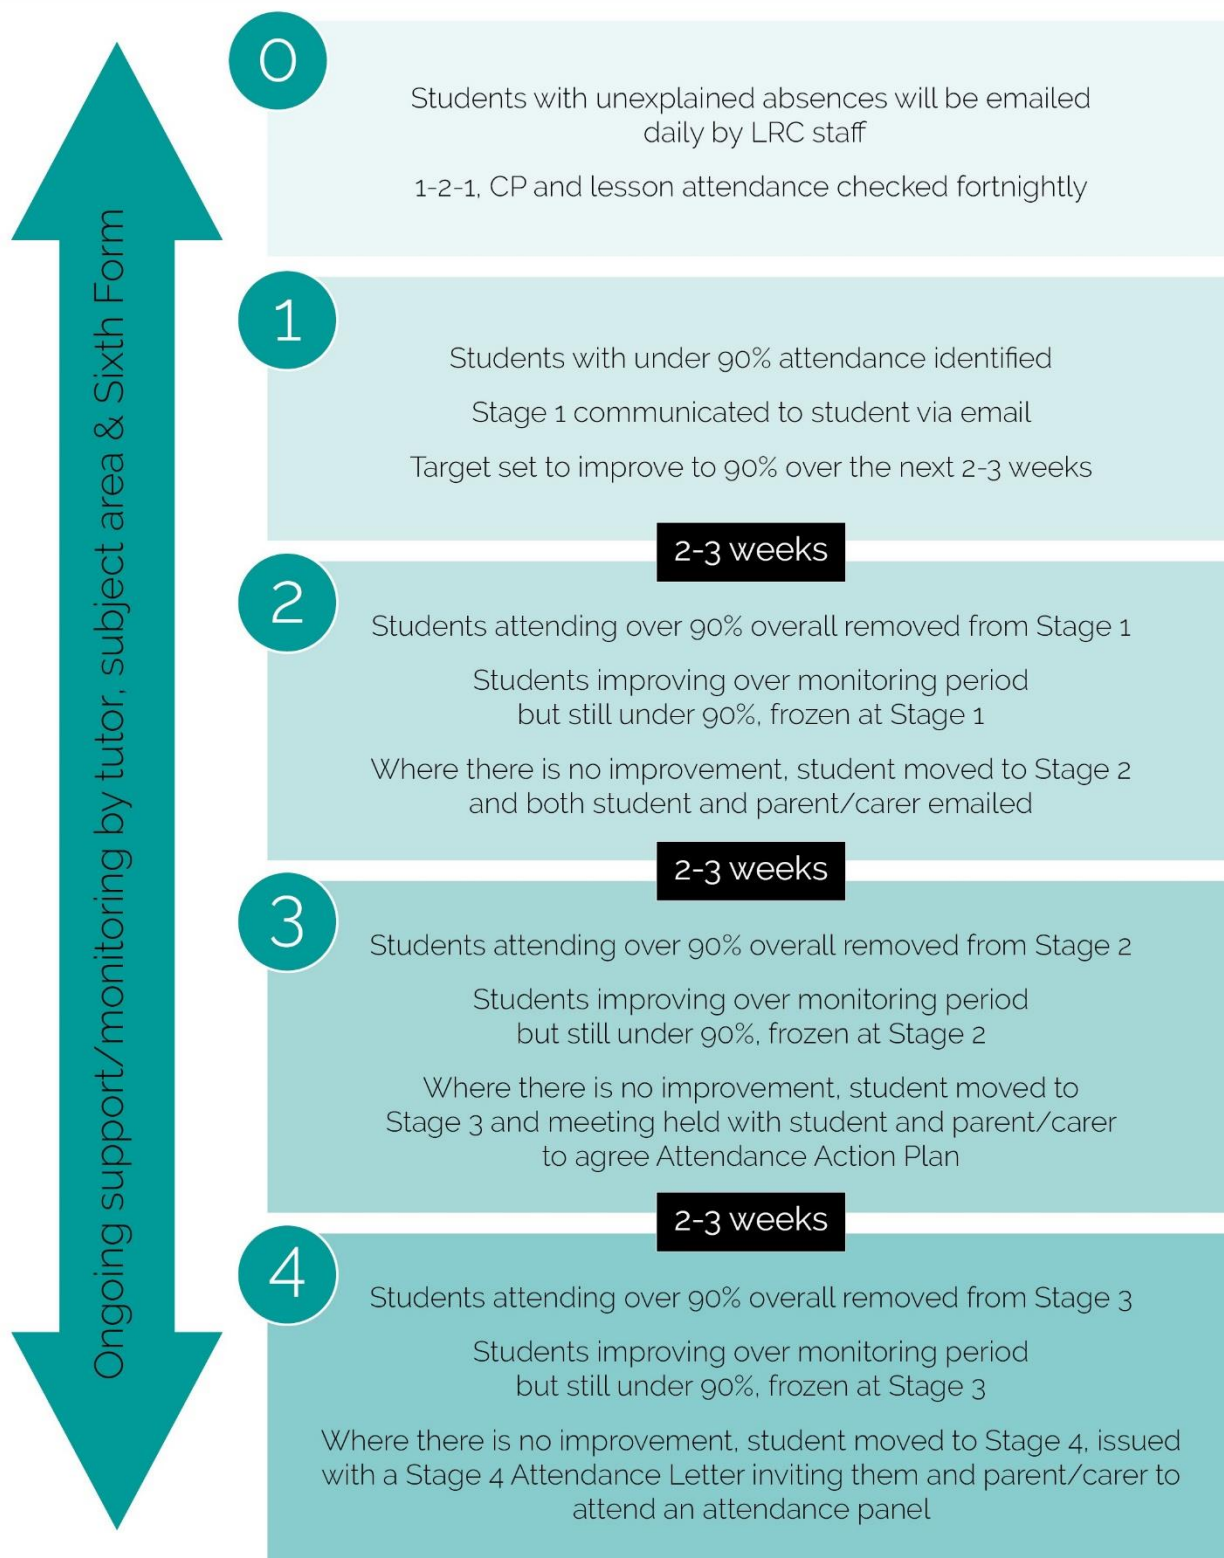 Ongoing support/monitoring by tutor, subject area & Sixth Form
0
Students with unexplained absences will be emailed
daily by LRC staff
1-2-1, CP and lesson attendance checked fortnightly
1
Students with under 90% attendance identified
Stage 1 communicated to student via email
Target set to improve to 90% over the next 2-3 weeks
2-3 weeks
2
Students attending over 90% overall removed from Stage 1
Students improving over monitoring period
but still under 90%, frozen at Stage 1
Where there is no improvement, student moved to Stage 2
and both student and parent/carer emailed
2-3 weeks
3
Students attending over 90% overall removed from Stage 2
Students improving over monitoring period
but still under 90%, frozen at Stage 2
Where there is no improvement, student moved to
Stage 3 and meeting held with student and parent/carer
to agree Attendance Action Plan
2-3 weeks
4
Students attending over 90% overall removed from Stage 3
Students improving over monitoring period
but still under 90%, frozen at Stage 3
Where there is no improvement, student moved to Stage 4, issued
with a Stage 4 Attendance Letter inviting them and parent/carer to
attend an attendance panel